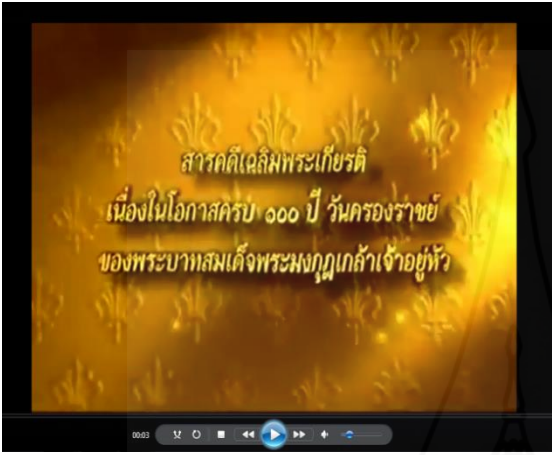 สารคดีเฉลิมพระเกียรติ
เนื่องในโอกาสครบ ๑๐๐ ปี วันครองราชย์
ของพระบาทสมเด็จพระมงกุฎเกล้าเจ้าอยู่หัว
00:03